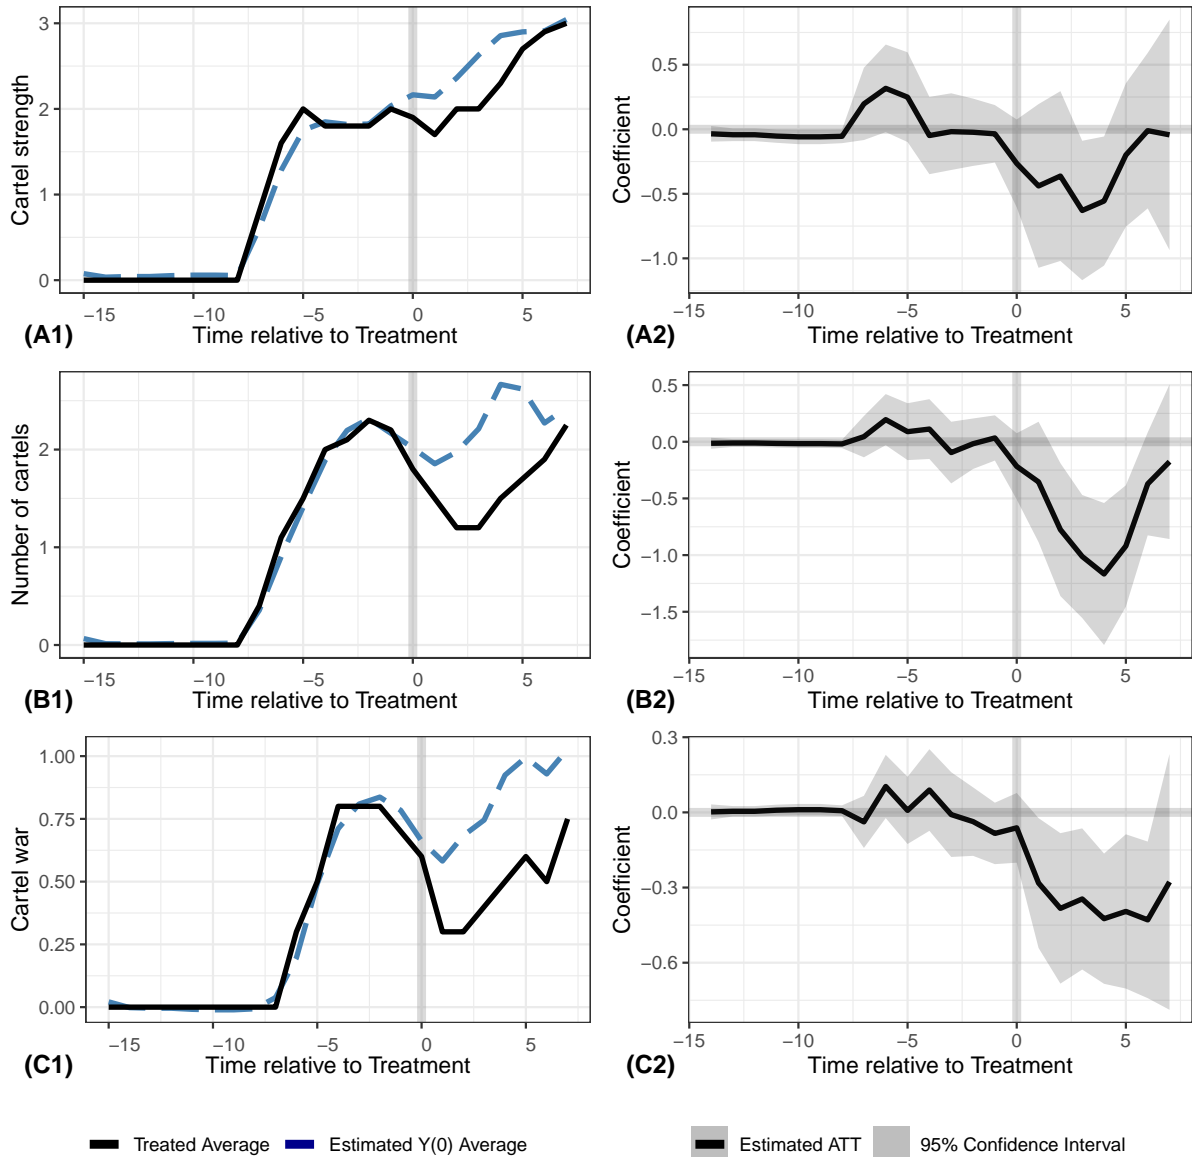 3
2
1
0
Cartel strength
−15
−10
−5
0
5
Time relative to Treatment
(A1)
0.5
0.0
−0.5
−1.0
Coefficient
−15
−10
−5
0
5
Time relative to Treatment
(A2)
2
1
0
Number of cartels
−15
−10
−5
0
5
Time relative to Treatment
(B1)
0.5
0.0
−0.5
−1.0
−1.5
Coefficient
−15
−10
−5
0
5
Time relative to Treatment
(B2)
1.00
0.75
0.50
0.25
0.00
Cartel war
−15
−10
−5
0
5
Time relative to Treatment
(C1)
0.3
0.0
−0.3
−0.6
Coefficient
−15
−10
−5
0
5
Time relative to Treatment
(C2)
Treated Average
Estimated Y(0) Average
Estimated ATT
95% Confidence Interval